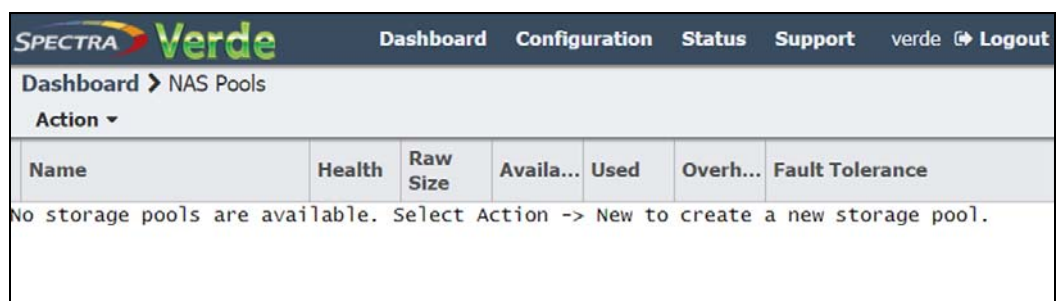 SPECTRA Verde Dashboard Configuration Status Support verde Logout
Dashboard > NAS Pools
Action
Name Health Raw Size Availa... Used Overh... Fault Tolerance
No storage pools are available. Select Action -> New to create a new storage pool.